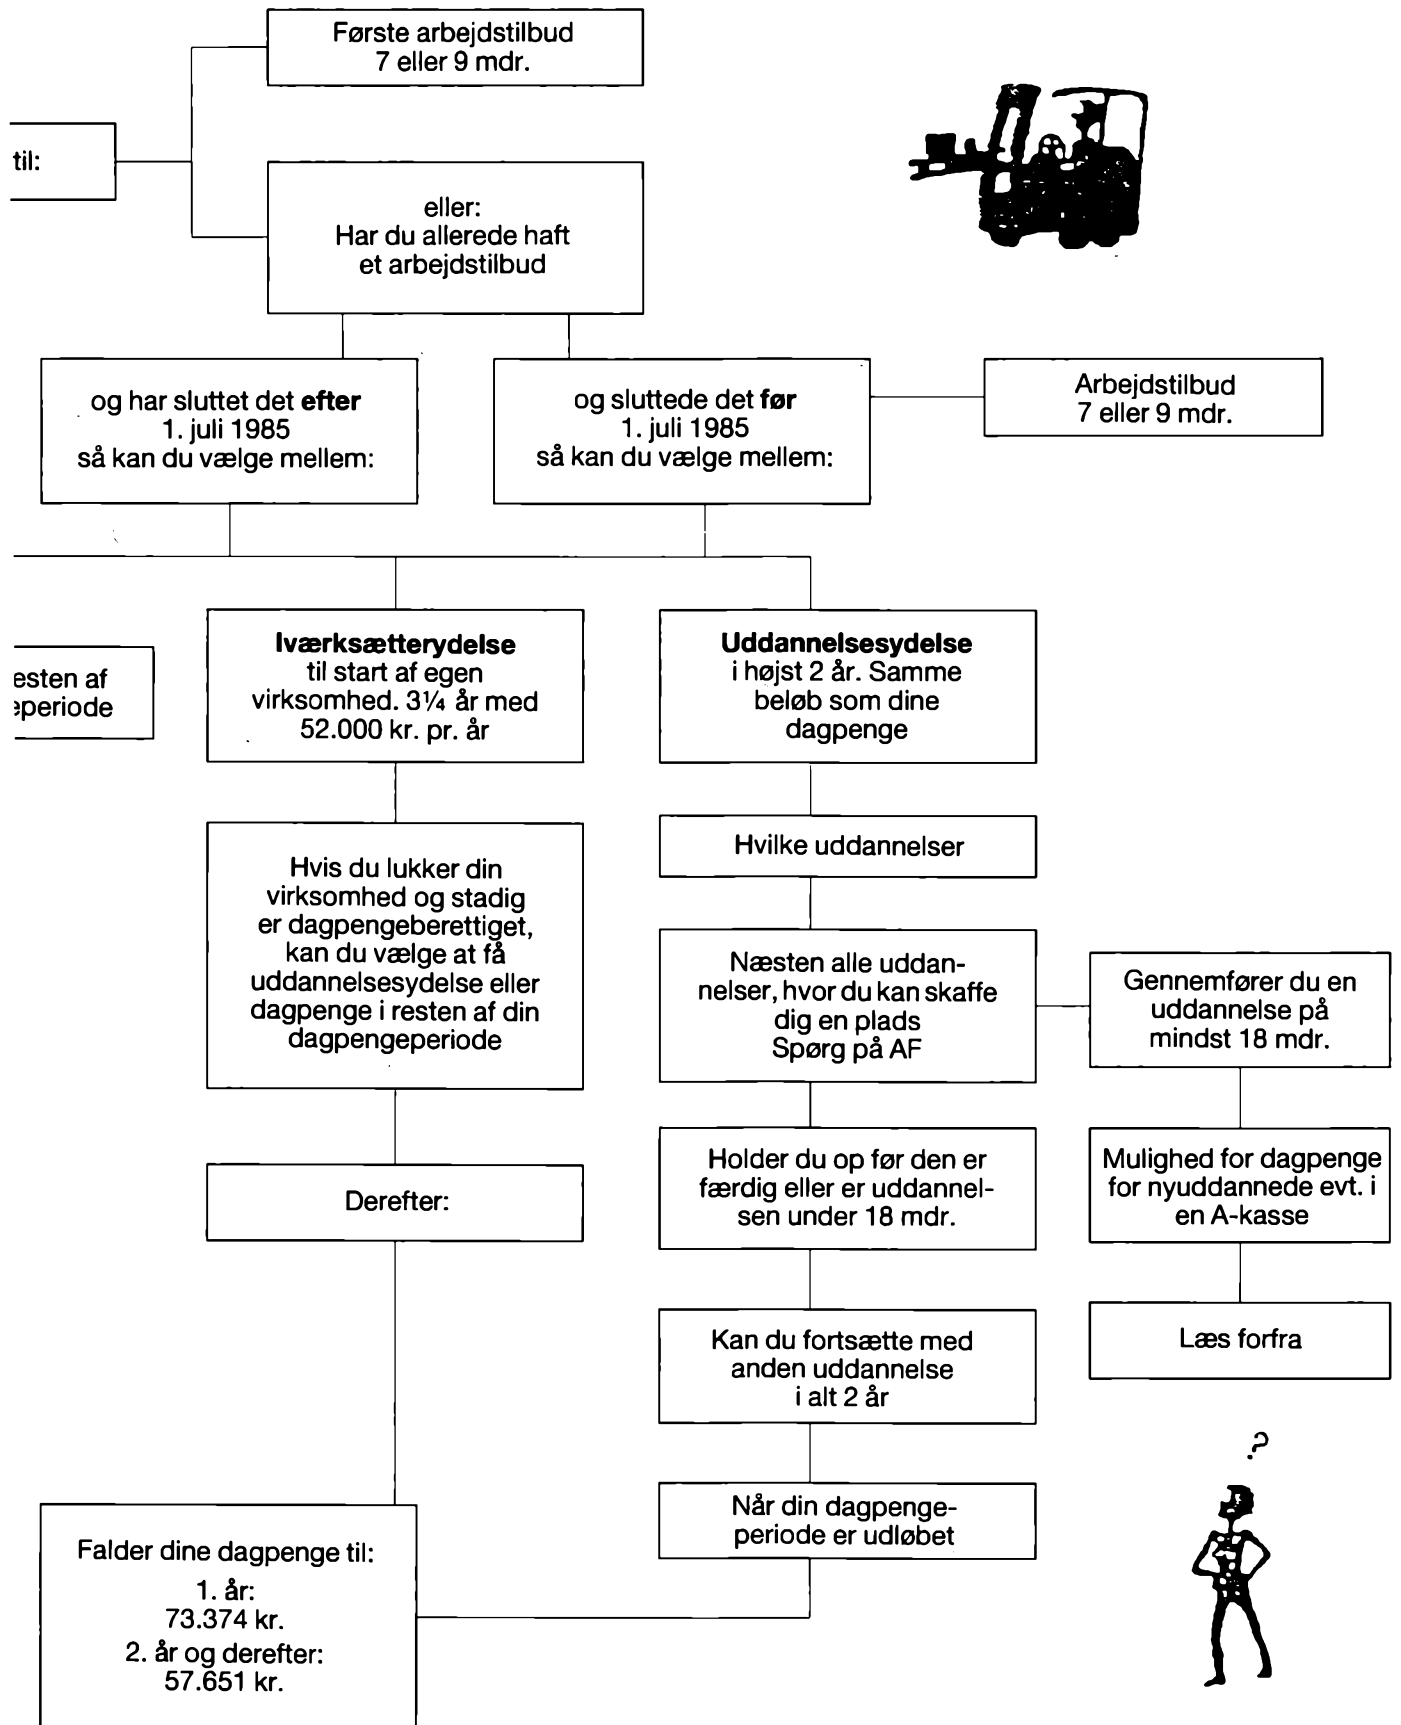 Første arbejdstilbud
7 eller 9 mdr.
til:
eller:
Har du allerede haft
et arbejdstilbud
og har sluttet det efter
1. juli 1985
så kan du vælge mellem:
og sluttede det før
1. juli 1985
så kan du vælge mellem:
Arbejdstilbud
7 eller 9 mdr.
esten af
eperiode
Iværksætterydelse
til start af egen
virksomhed. 3¼ år med
52.000 kr. pr. år
Uddannelsesydelse
i højst 2 år. Samme
beløb som dine
dagpenge
Hvis du lukker din
virksomhed og stadig
er dagpengeberettiget,
kan du vælge at få
uddannelsesydelse eller
dagpenge i resten af din
dagpengeperiode
Hvilke uddannelser
Næsten alle uddan-
nelser, hvor du kan skaffe
dig en plads
Spørg på AF
Gennemfører du en
uddannelse på
mindst 18 mdr.
Derefter:
Holder du op før den er
færdig eller er uddannel-
sen under 18 mdr.
Mulighed for dagpenge
for nyuddannede evt. i
en A-kasse
Kan du fortsætte med
anden uddannelse
i alt 2 år
Læs forfra
?
Når din dagpenge-
periode er udløbet
Falder dine dagpenge til:
1. år:
73.374 kr.
2. år og derefter:
57.651 kr.